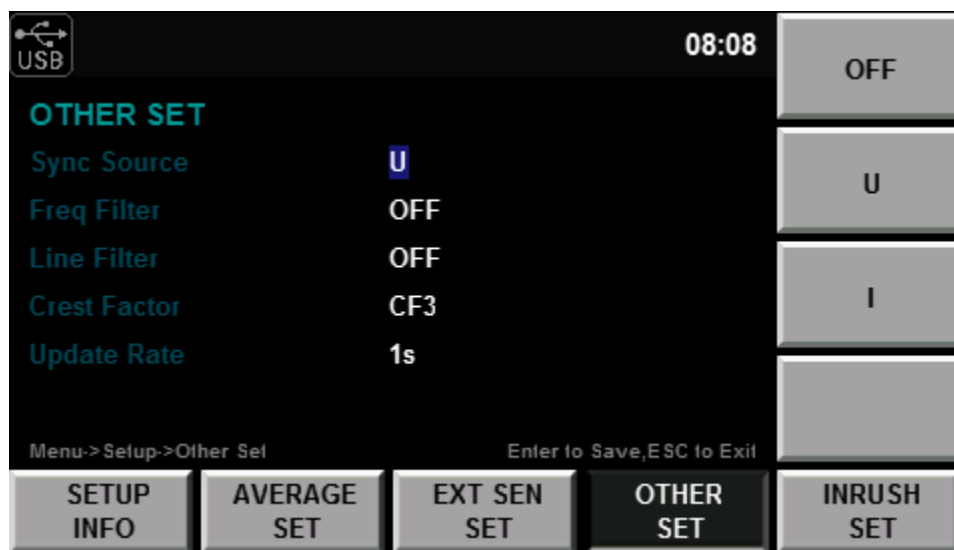 USB
08:08
OTHER SET
Sync Source U
Freq Filter OFF
Line Filter OFF
Crest Factor CF3
Update Rate 1s
Menu->Setup->Other Set Enter to Save,ESC to Exit
OFF
U
I
SETUP INFO
AVERAGE SET
EXT SEN SET
OTHER SET
INRUSH SET